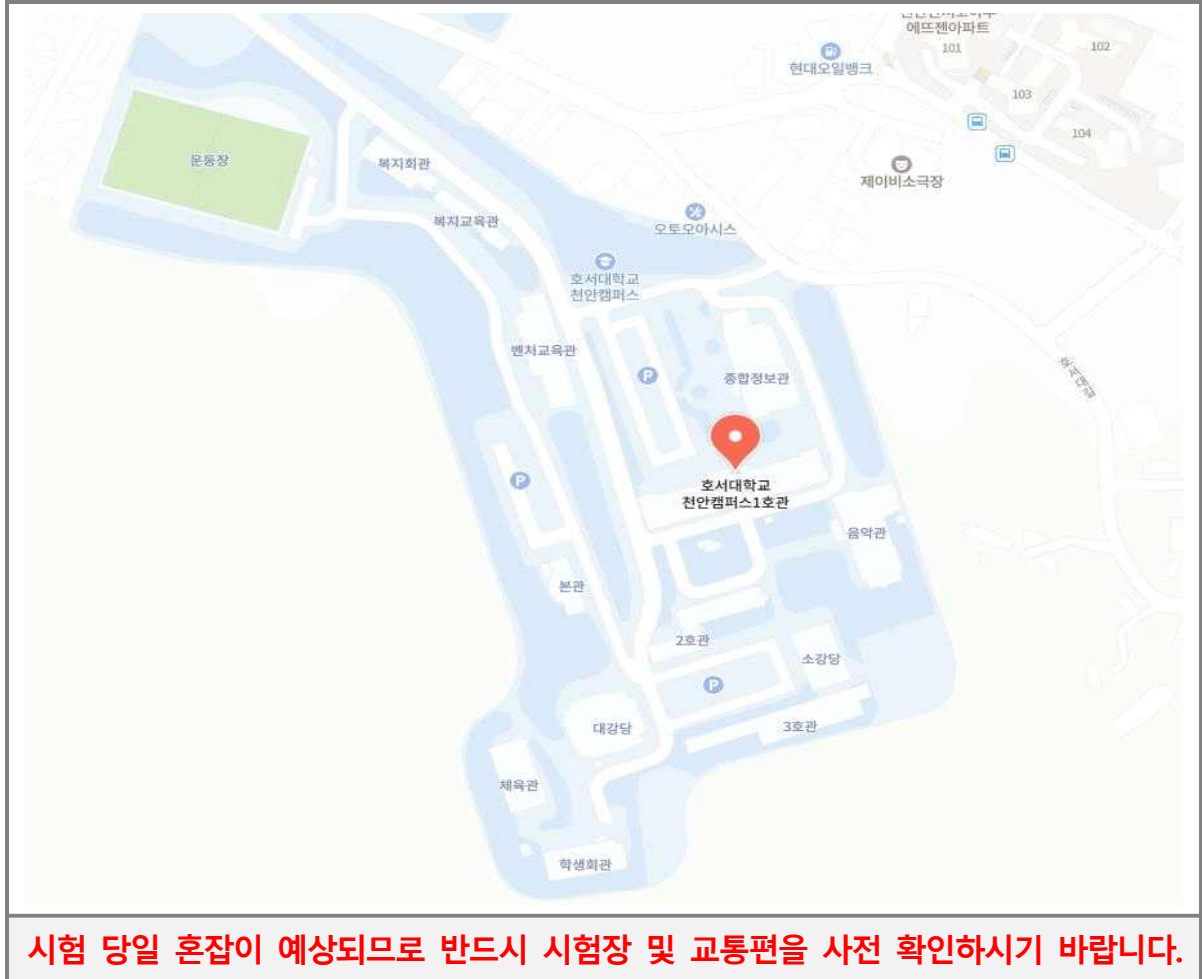 에뜨젠아파트
101
102
현대오일뱅크
103
104
운동장
복지회관
제이비소극장
복지교육관
오토오아시스
호서대학교
천안캠퍼스
벤처교육관
P
종합정보관
호서대길
P
호서대학교
천안캠퍼스1호관
음악관
본관
2호관
소강당
P
대강당
3호관
체육관
학생회관
시험 당일 혼잡이 예상되므로 반드시 시험장 및 교통편을 사전 확인하시기 바랍니다.